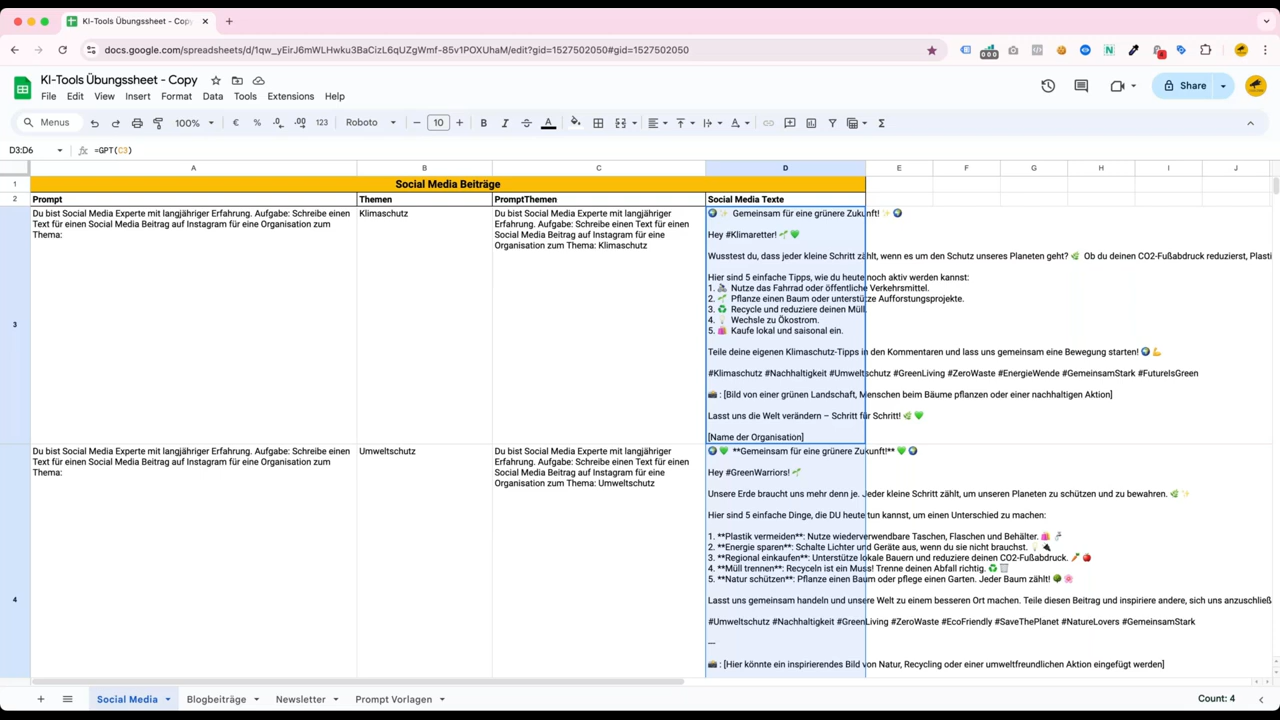 KI-Tools Übungssheet - Copy
docs.google.com/spreadsheets/d/1qw_yEirJ6mWLHwku3BaCizL6qUZgWmf-85v1POXUhaM/edit?gid=1527502050#gid=1527502050
KI-Tools Übungssheet - Copy
File Edit View Insert Format Data Tools Extensions Help
Share
Menus 100% € % .0 .00 123 Roboto 10 B I A
D3:D6 =GPT(C3)
A B C D E F G H I J
1 Social Media Beiträge
2 Prompt Themen PromptThemen Social Media Texte
3
Du bist Social Media Experte mit langjähriger Erfahrung. Aufgabe: Schreibe einen
Text für einen Social Media Beitrag auf Instagram für eine Organisation zum
Thema:
Klimaschutz
Du bist Social Media Experte mit langjähriger
Erfahrung. Aufgabe: Schreibe einen Text für einen
Social Media Beitrag auf Instagram für eine
Organisation zum Thema: Klimaschutz
🌍 ✨ Gemeinsam für eine grünere Zukunft! ✨ 🌍
Hey #Klimaretter! 🌱 💚
Wusstest du, dass jeder kleine Schritt zählt, wenn es um den Schutz unseres Planeten geht? 🌿 Ob du deinen CO2-Fußabdruck reduzierst, Plasti
Hier sind 5 einfache Tipps, wie du heute noch aktiv werden kannst:
1. 🚲 Nutze das Fahrrad oder öffentliche Verkehrsmittel.
2. 🌱 Pflanze einen Baum oder unterstütze Aufforstungsprojekte.
3. ♻️ Recycle und reduziere deinen Müll.
4. 💡 Wechsle zu Ökostrom.
5. 🛍️ Kaufe lokal und saisonal ein.
Teile deine eigenen Klimaschutz-Tipps in den Kommentaren und lass uns gemeinsam eine Bewegung starten! 🌍 💪
#Klimaschutz #Nachhaltigkeit #Umweltschutz #GreenLiving #ZeroWaste #EnergieWende #GemeinsamStark #FutureIsGreen
📸 : [Bild von einer grünen Landschaft, Menschen beim Bäume pflanzen oder einer nachhaltigen Aktion]
Lasst uns die Welt verändern – Schritt für Schritt! 🌿 💚
[Name der Organisation]
4
Du bist Social Media Experte mit langjähriger Erfahrung. Aufgabe: Schreibe einen
Text für einen Social Media Beitrag auf Instagram für eine Organisation zum
Thema:
Umweltschutz
Du bist Social Media Experte mit langjähriger
Erfahrung. Aufgabe: Schreibe einen Text für einen
Social Media Beitrag auf Instagram für eine
Organisation zum Thema: Umweltschutz
🌍 💚 **Gemeinsam für eine grünere Zukunft!** 💚 🌍
Hey #GreenWarriors! 🌱
Unsere Erde braucht uns mehr denn je. Jeder kleine Schritt zählt, um unseren Planeten zu schützen und zu bewahren. 🌿 ✨
Hier sind 5 einfache Dinge, die DU heute tun kannst, um einen Unterschied zu machen:
1. **Plastik vermeiden**: Nutze wiederverwendbare Taschen, Flaschen und Behälter. 🛍️ 🚰
2. **Energie sparen**: Schalte Lichter und Geräte aus, wenn du sie nicht brauchst. 💡 🔌
3. **Regional einkaufen**: Unterstütze lokale Bauern und reduziere deinen CO2-Fußabdruck. 🥕 🍎
4. **Müll trennen**: Recyceln ist ein Muss! Trenne deinen Abfall richtig. ♻️ 🗑️
5. **Natur schützen**: Pflanze einen Baum oder pflege einen Garten. Jeder Baum zählt! 🌳 🌸
Lasst uns gemeinsam handeln und unsere Welt zu einem besseren Ort machen. Teile diesen Beitrag und inspiriere andere, sich uns anzuschließ
#Umweltschutz #Nachhaltigkeit #GreenLiving #ZeroWaste #EcoFriendly #SaveThePlanet #NatureLovers #GemeinsamStark
---
📸 : [Hier könnte ein inspirierendes Bild von Natur, Recycling oder einer umweltfreundlichen Aktion eingefügt werden]
Social Media Blogbeiträge Newsletter Prompt Vorlagen Count: 4